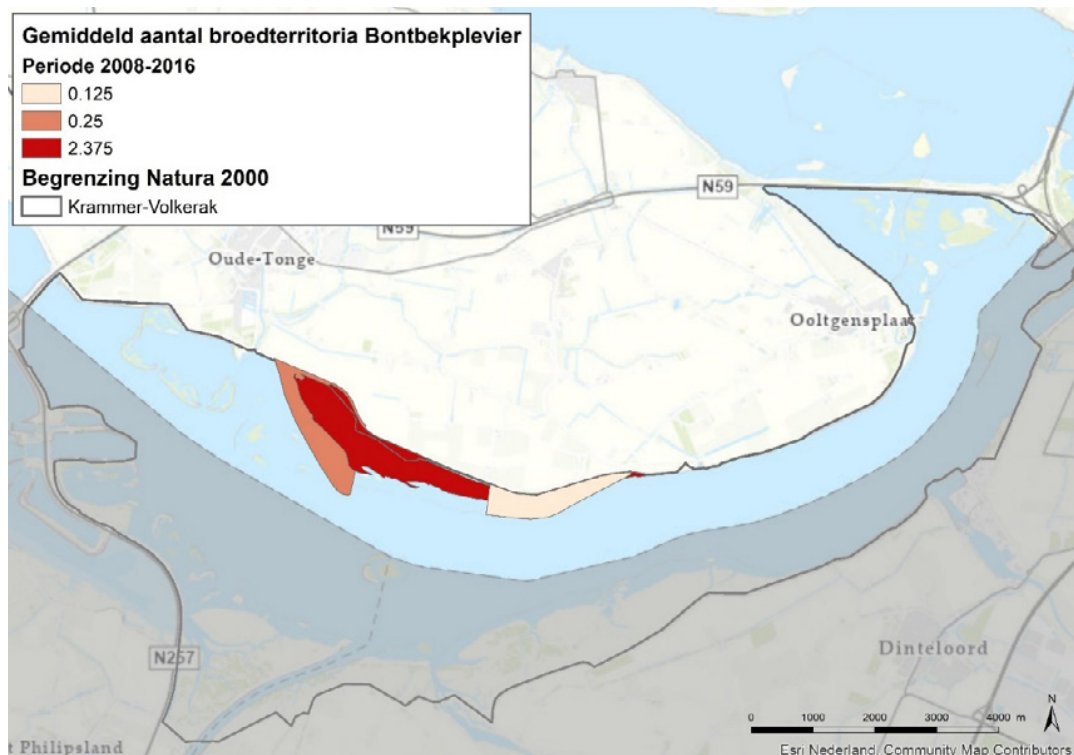 Gemiddeld aantal broedterritoria Bontbekplevier
Periode 2008-2016
0.125
0.25
2.375
Begrenzing Natura 2000
Krammer-Volkerak
N59
N59
Oude-Tonge
Ooltgensplaat
N257
Dinteloord
t Philipsland
N
0 1000 2000 3000 4000 m
Esri Nederland, Community Map Contributors